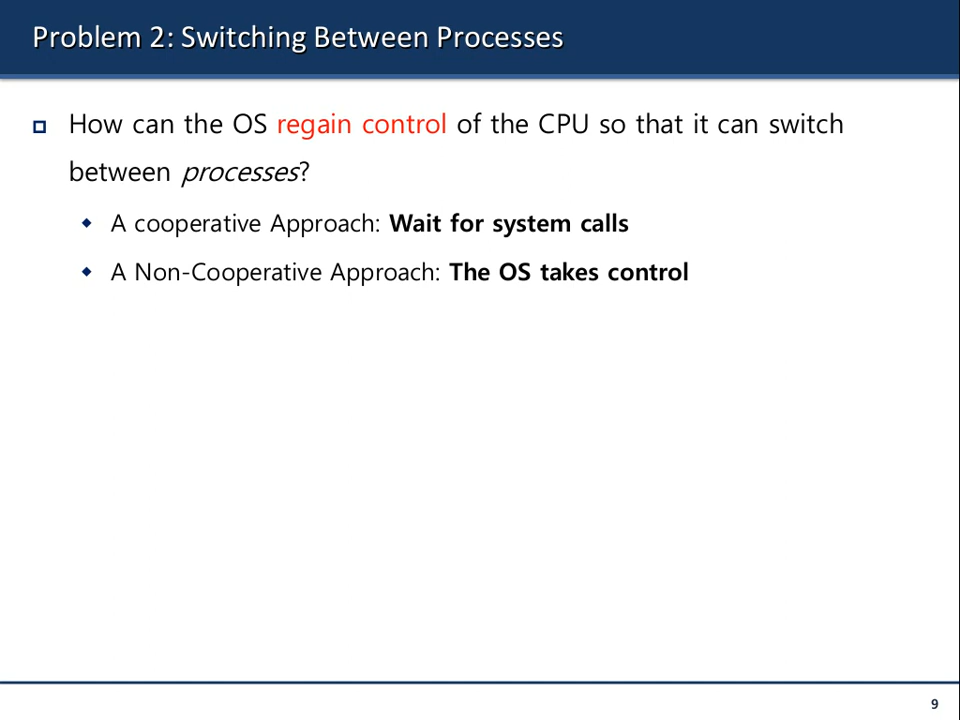 Problem 2: Switching Between Processes
How can the OS regain control of the CPU so that it can switch
between processes?
A cooperative Approach: Wait for system calls
A Non-Cooperative Approach: The OS takes control
9